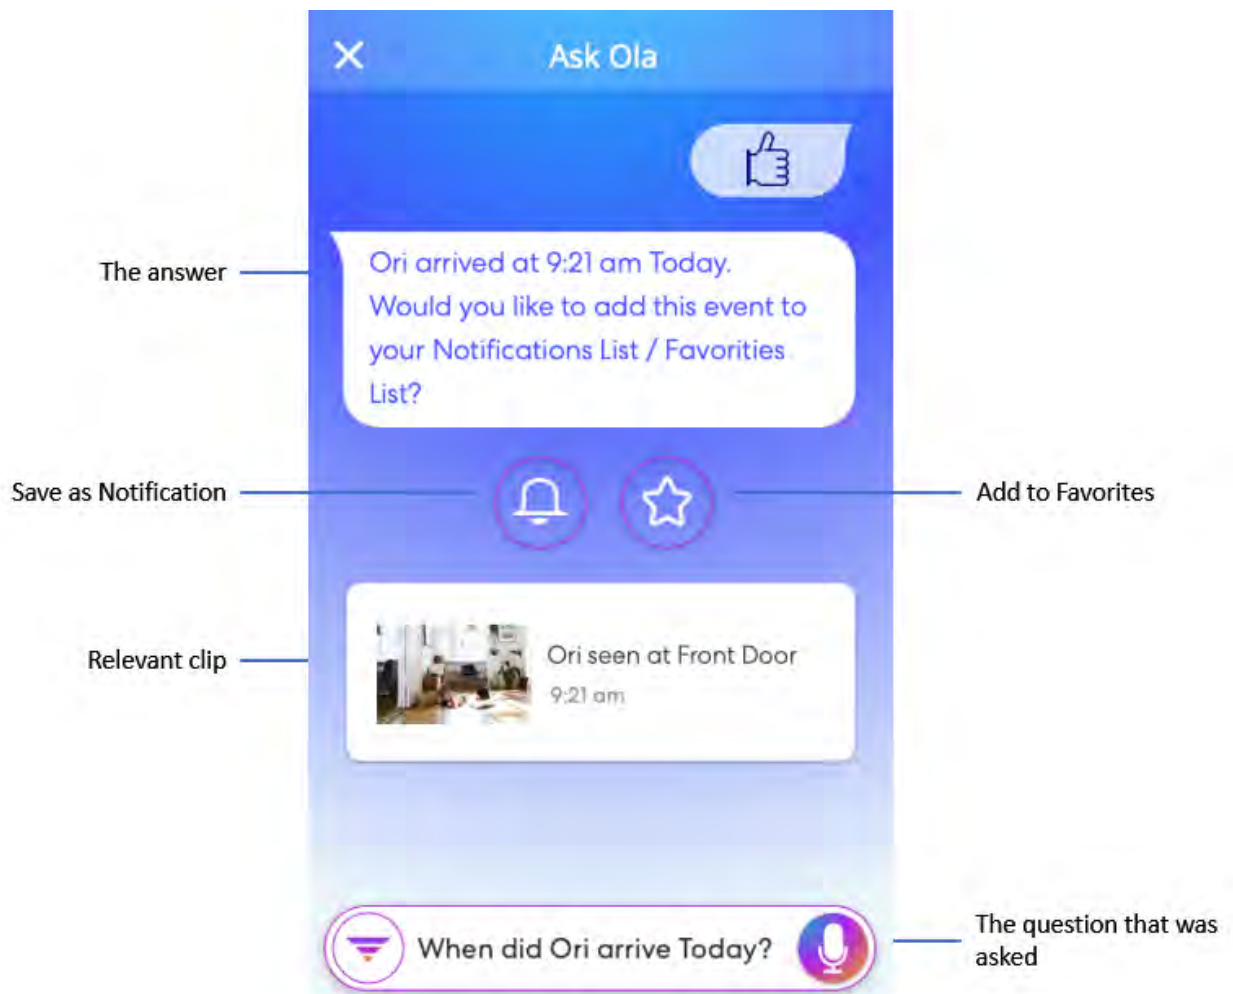 Ask Ola
The answer
Ori arrived at 9:21 am Today.
Would you like to add this event to
your Notifications List / Favorities
List?
Save as Notification
Add to Favorites
Relevant clip
Ori seen at Front Door
9:21 am
When did Ori arrive Today?
The question that was
asked